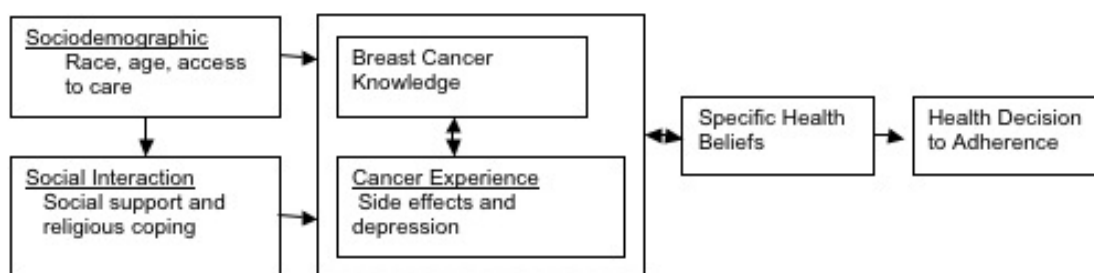 Sociodemographic
Race, age, access
to care
Social Interaction
Social support and
religious coping
Breast Cancer
Knowledge
Cancer Experience
Side effects and
depression
Specific Health
Beliefs
Health Decision
to Adherence